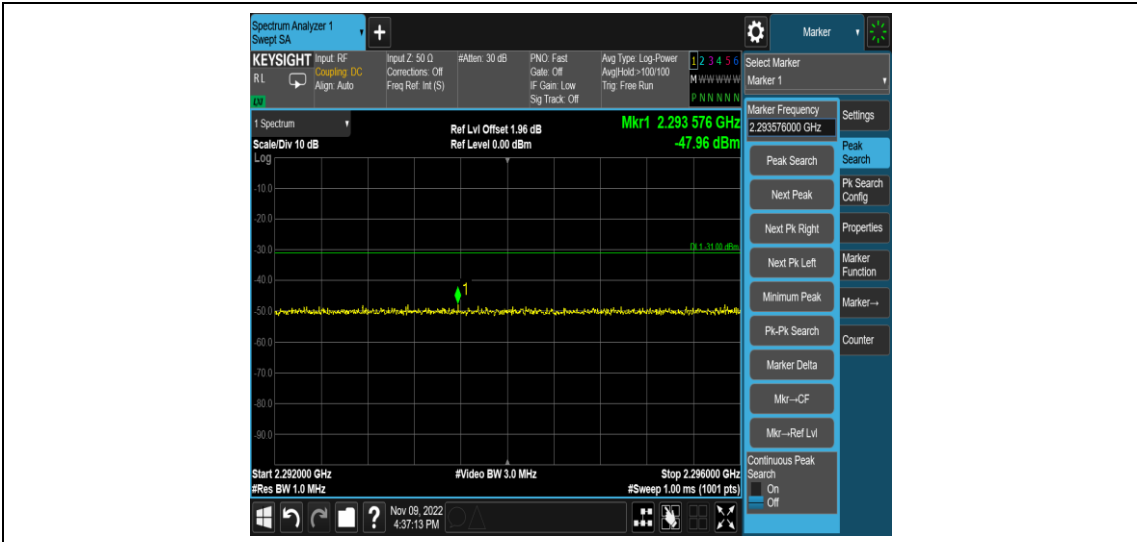 Spectrum Analyzer 1
Swept SA
+
Marker
KEYSIGHT
RL
LXI
Input: RF
Coupling: DC
Align: Auto
Input Z: 50 Ω
Corrections: Off
Freq Ref: Int (S)
#Atten: 30 dB
PNO: Fast
Gate: Off
IF Gain: Low
Sig Track: Off
Avg Type: Log-Power
Avg|Hold:>100/100
Trig: Free Run
1 2 3 4 5 6
M W W W W W
P N N N N N
Select Marker
Marker 1
1 Spectrum
Scale/Div 10 dB
Log
Ref Lvl Offset 1.96 dB
Ref Level 0.00 dBm
Mkr1 2.293 576 GHz
-47.96 dBm
-10.0
-20.0
-30.0
DL1 -31.00 dBm
-40.0
1
-50.0
-60.0
-70.0
-80.0
-90.0
Start 2.292000 GHz
#Res BW 1.0 MHz
#Video BW 3.0 MHz
Stop 2.296000 GHz
#Sweep 1.00 ms (1001 pts)
Marker Frequency
2.293576000 GHz
Peak Search
Next Peak
Next Pk Right
Next Pk Left
Minimum Peak
Pk-Pk Search
Marker Delta
Mkr→CF
Mkr→Ref Lvl
Continuous Peak
Search
On
Off
Settings
Peak
Search
Pk Search
Config
Properties
Marker
Function
Marker→
Counter
?
Nov 09, 2022
4:37:13 PM